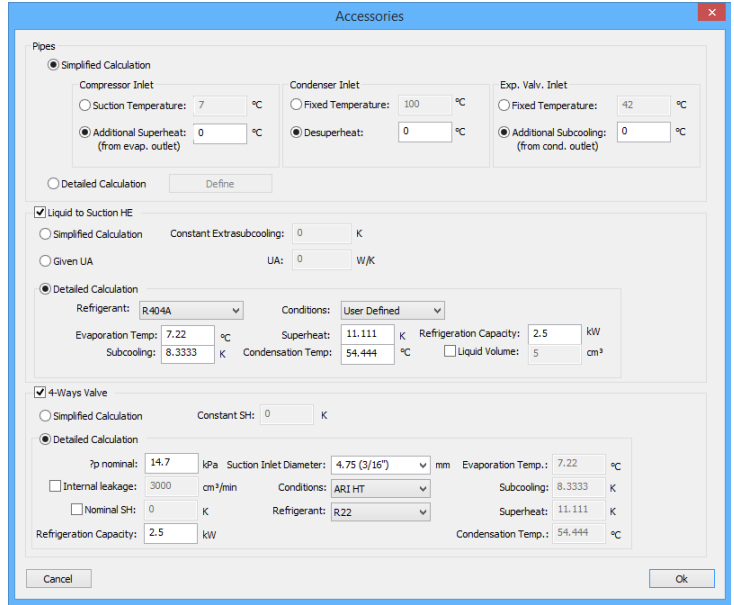 Accessories
Pipes
Simplified Calculation
Compressor Inlet Condenser Inlet Exp. Valv. Inlet
Suction Temperature: 7 ºC Fixed Temperature: 100 ºC Fixed Temperature: 42 ºC
Additional Superheat: 0 ºC Desuperheat: 0 ºC Additional Subcooling: 0 ºC
(from evap. outlet) (from cond. outlet)
Detailed Calculation Define
Liquid to Suction HE
Simplified Calculation Constant Extrasubcooling: 0 K
Given UA UA: 0 W/K
Detailed Calculation
Refrigerant: R404A Conditions: User Defined
Evaporation Temp: 7.22 ºC Superheat: 11.111 K Refrigeration Capacity: 2.5 kW
Subcooling: 8.3333 K Condensation Temp: 54.444 ºC Liquid Volume: 5 cm³
4-Ways Valve
Simplified Calculation Constant SH: 0 K
Detailed Calculation
?p nominal: 14.7 kPa Suction Inlet Diameter: 4.75 (3/16") mm Evaporation Temp.: 7.22 ºC
Internal leakage: 3000 cm³/min Conditions: ARI HT Subcooling: 8.3333 K
Nominal SH: 0 K Refrigerant: R22 Superheat: 11.111 K
Refrigeration Capacity: 2.5 kW Condensation Temp.: 54.444 ºC
Cancel Ok